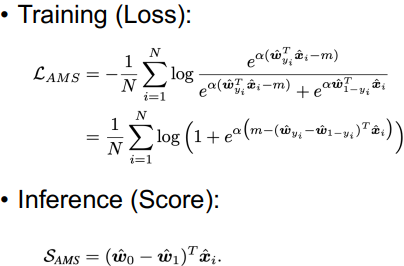 • Training (Loss):
$\mathcal{L}_{AMS} = -\frac{1}{N} \sum_{i=1}^{N} \log \frac{e^{\alpha(\hat{\boldsymbol{w}}_{y_i}^T \hat{\boldsymbol{x}}_i - m)}}{e^{\alpha(\hat{\boldsymbol{w}}_{y_i}^T \hat{\boldsymbol{x}}_i - m)} + e^{\alpha \hat{\boldsymbol{w}}_{1-y_i}^T \hat{\boldsymbol{x}}_i}}$
$= \frac{1}{N} \sum_{i=1}^{N} \log \left( 1 + e^{\alpha \left( m - (\hat{\boldsymbol{w}}_{y_i} - \hat{\boldsymbol{w}}_{1-y_i})^T \hat{\boldsymbol{x}}_i \right)} \right)$
• Inference (Score):
$\mathcal{S}_{AMS} = (\hat{\boldsymbol{w}}_0 - \hat{\boldsymbol{w}}_1)^T \hat{\boldsymbol{x}}_i.$